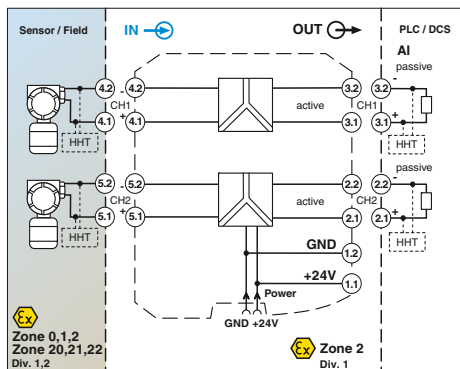 Sensor / Field
IN
OUT
PLC / DCS
AI
passive
4.2 - 4.2 3.2 3.2 -
CH1 active CH1
4.1 + 4.1 3.1 3.1 +
HHT HHT
passive
5.2 - 5.2 2.2 2.2 -
CH2 active CH2
5.1 + 5.1 2.1 2.1 +
HHT HHT
GND 1.2
+24V 1.1
Power
GND +24V
Ex
Zone 0,1,2
Zone 20,21,22
Div. 1,2
Ex Zone 2
Div. 1